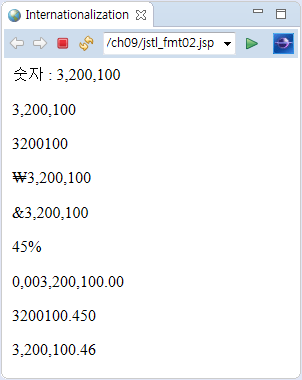 Internationalization
/ch09/jstl_fmt02.jsp
숫자 : 3,200,100
3,200,100
3200100
₩3,200,100
&3,200,100
45%
0,003,200,100.00
3200100.450
3,200,100.46